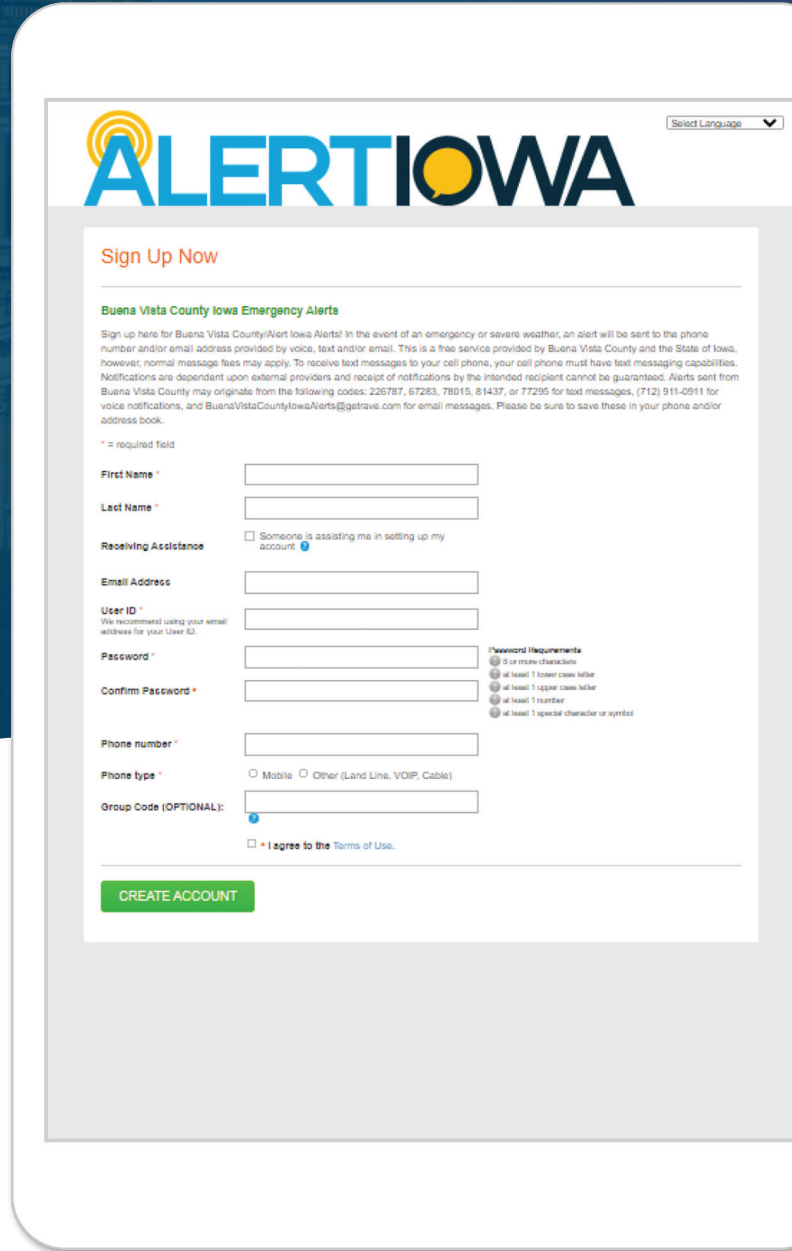 ALERTIOWA
Select Language
Sign Up Now
Buena Vista County Iowa Emergency Alerts
Sign up here for Buena Vista County/Alert Iowa Alerts! In the event of an emergency or severe weather, an alert will be sent to the phone
number and/or email address provided by voice, text and/or email. This is a free service provided by Buena Vista County and the State of Iowa,
however, normal message fees may apply. To receive text messages to your cell phone, your cell phone must have text messaging capabilities.
Notifications are dependent upon external providers and receipt of notifications by the intended recipient cannot be guaranteed. Alerts sent from
Buena Vista County may originate from the following codes: 226787, 67283, 78015, 81437, or 77295 for text messages, (712) 911-0911 for
voice notifications, and BuenaVistaCountyIowaAlerts@getrave.com for email messages. Please be sure to save these in your phone and/or
address book.
* = required field
First Name *
Last Name *
Receiving Assistance
Someone is assisting me in setting up my
account ?
Email Address
User ID *
We recommend using your email
address for your User ID.
Password *
Password Requirements
8 or more characters
at least 1 lower case letter
at least 1 upper case letter
at least 1 number
at least 1 special character or symbol
Confirm Password *
Phone number *
Phone type *
Mobile Other (Land Line, VOIP, Cable)
Group Code (OPTIONAL):
?
* I agree to the Terms of Use.
CREATE ACCOUNT